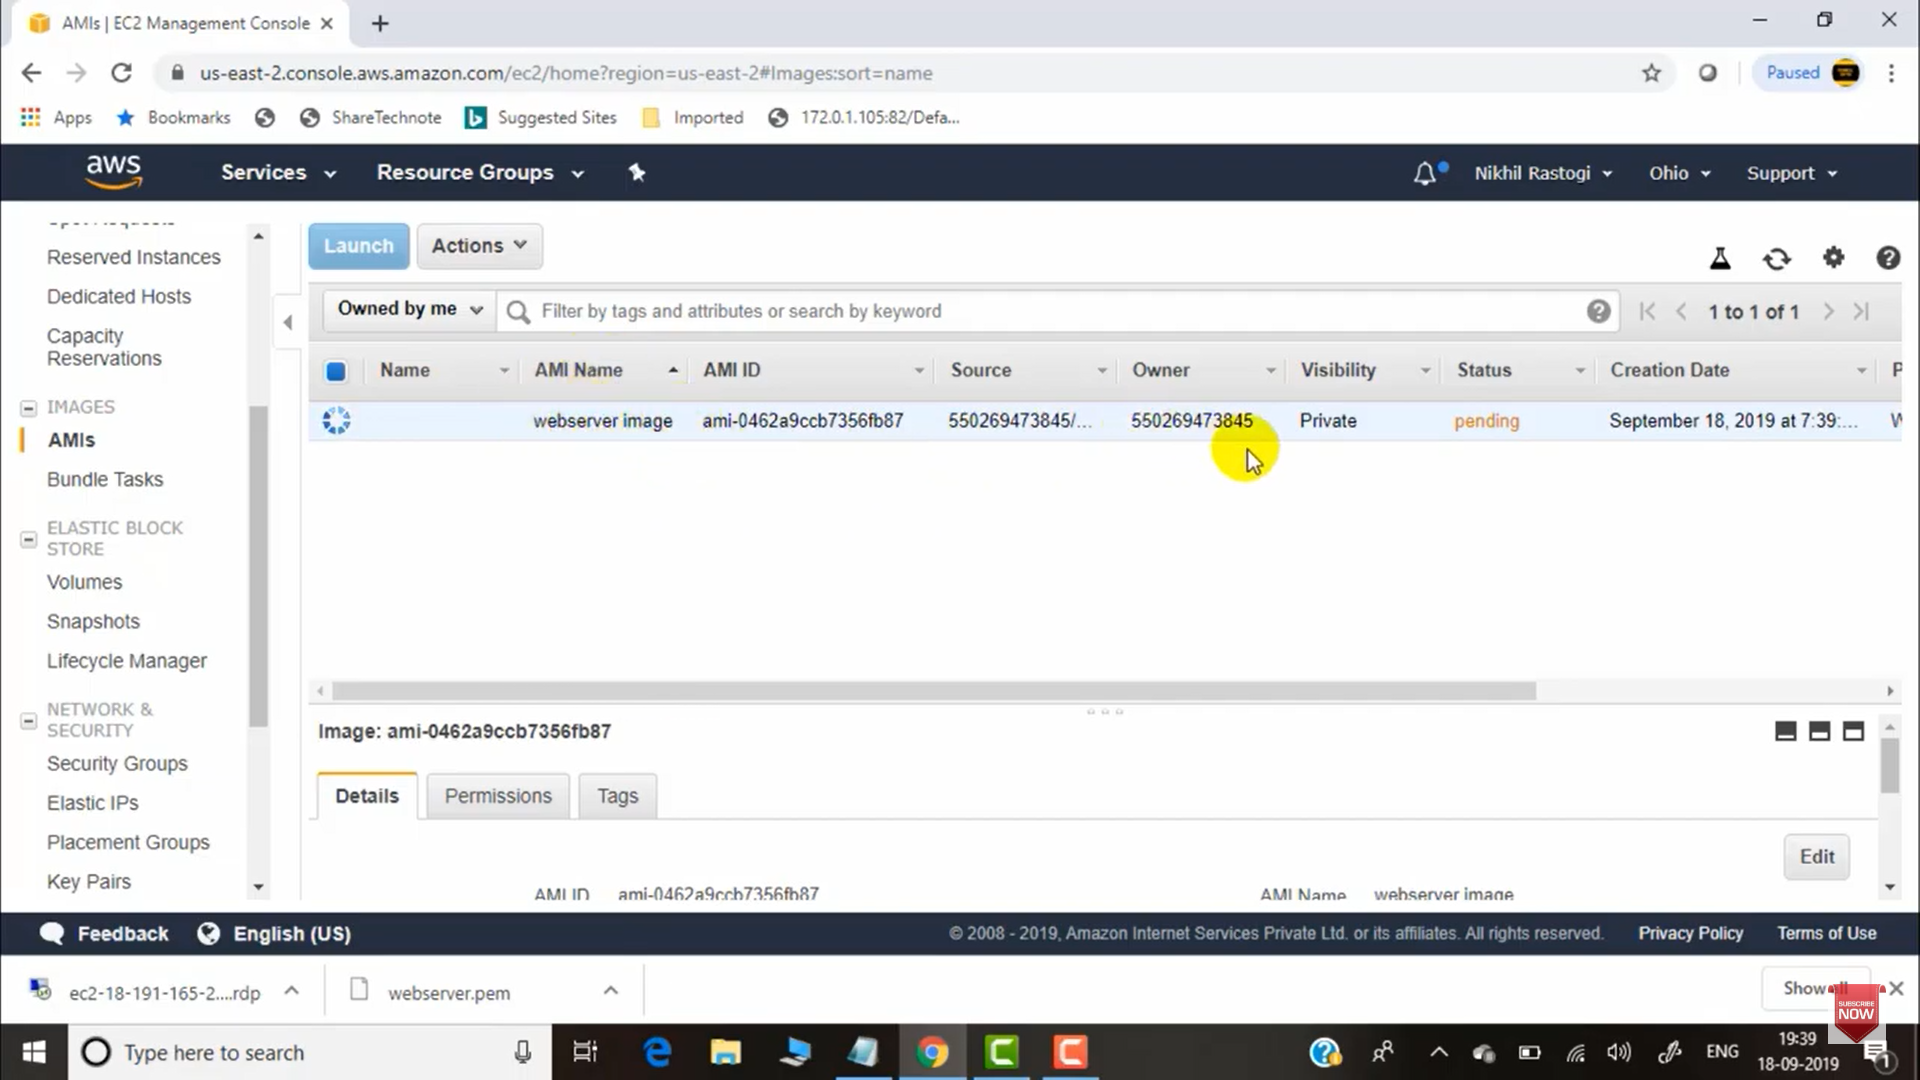 AMIs | EC2 Management Console
us-east-2.console.aws.amazon.com/ec2/home?region=us-east-2#Images:sort=name
Paused
Apps Bookmarks ShareTechnote Suggested Sites Imported 172.0.1.105:82/Defa...
aws Services Resource Groups Nikhil Rastogi Ohio Support
Reserved Instances
Dedicated Hosts
Capacity
Reservations
IMAGES
AMIs
Bundle Tasks
ELASTIC BLOCK
STORE
Volumes
Snapshots
Lifecycle Manager
NETWORK &
SECURITY
Security Groups
Elastic IPs
Placement Groups
Key Pairs
Launch Actions
Owned by me Filter by tags and attributes or search by keyword 1 to 1 of 1
Name AMI Name AMI ID Source Owner Visibility Status Creation Date P
webserver image ami-0462a9ccb7356fb87 550269473845/... 550269473845 Private pending September 18, 2019 at 7:39:... W
Image: ami-0462a9ccb7356fb87
Details Permissions Tags
Edit
AMI ID ami-0462a9ccb7356fb87 AMI Name webserver image
Feedback English (US) © 2008 - 2019, Amazon Internet Services Private Ltd. or its affiliates. All rights reserved. Privacy Policy Terms of Use
ec2-18-191-165-2....rdp webserver.pem Show all
SUBSCRIBE
NOW
Type here to search ENG 19:39
18-09-2019
1